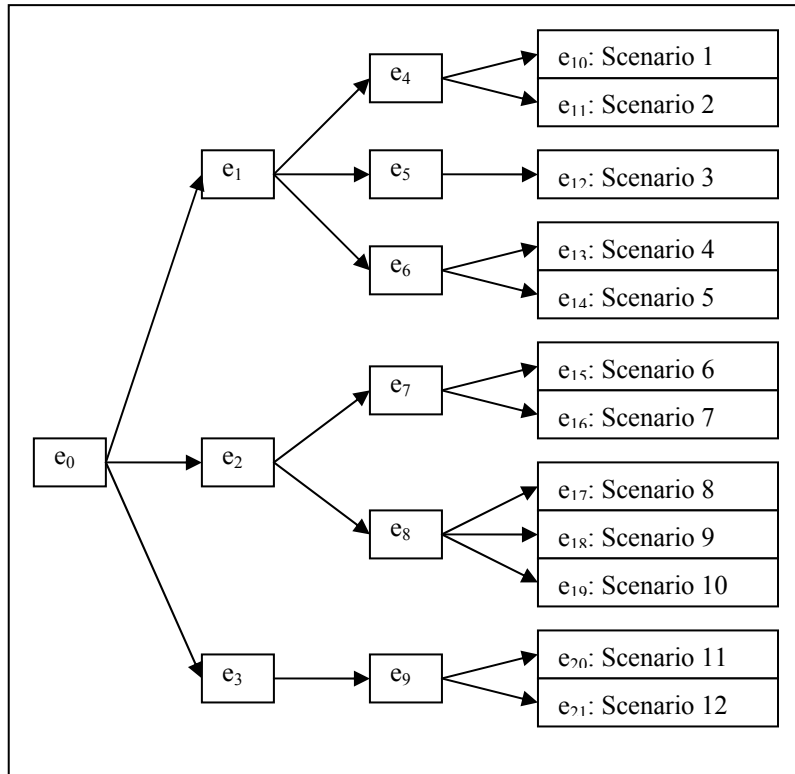 e₄
e₁₀: Scenario 1
e₁₁: Scenario 2
e₁
e₅
e₁₂: Scenario 3
e₆
e₁₃: Scenario 4
e₁₄: Scenario 5
e₇
e₁₅: Scenario 6
e₁₆: Scenario 7
e₀
e₂
e₈
e₁₇: Scenario 8
e₁₈: Scenario 9
e₁₉: Scenario 10
e₃
e₉
e₂₀: Scenario 11
e₂₁: Scenario 12